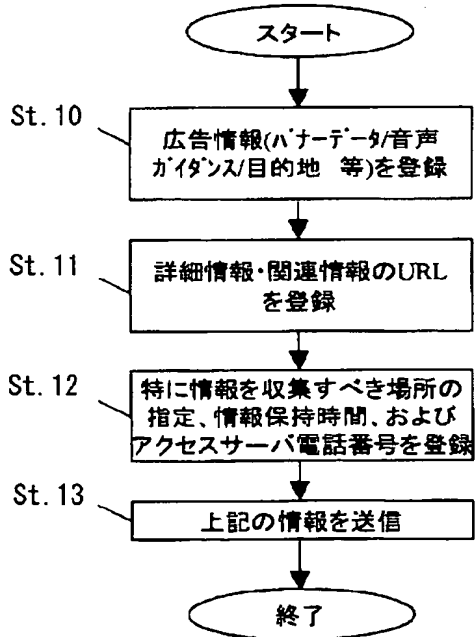 スタート
St.10
広告情報(ﾊﾞﾅｰﾃﾞｰﾀ/音声
ｶﾞｲﾀﾞﾝｽ/目的地 等)を登録
St.11
詳細情報・関連情報のURL
を登録
St.12
特に情報を収集すべき場所の
指定、情報保持時間、および
アクセスサーバ電話番号を登録
St.13
上記の情報を送信
終了